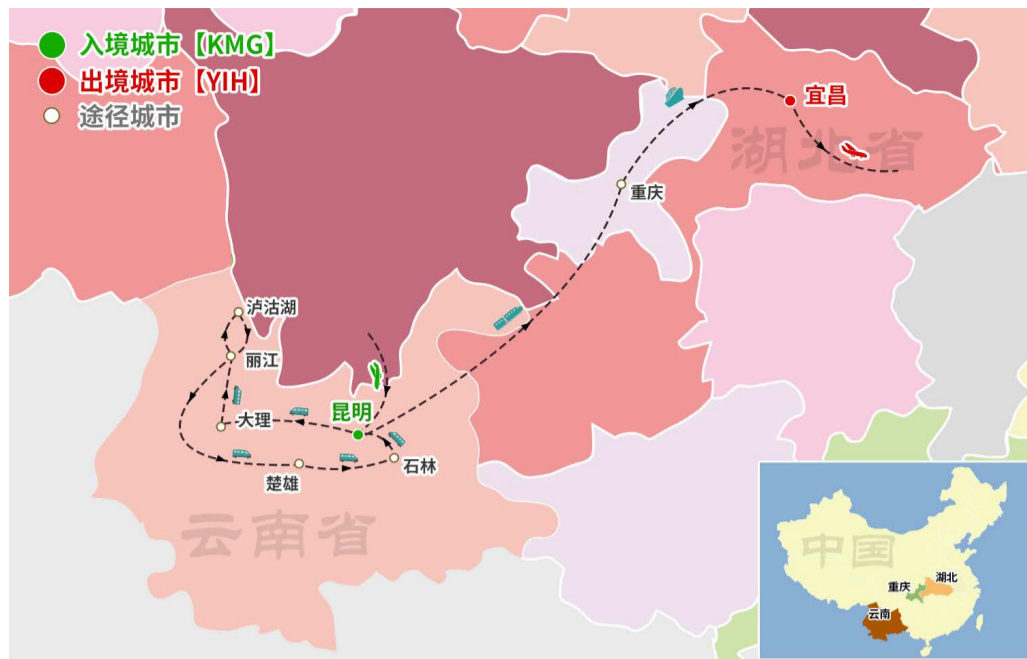 入境城市【KMG】
出境城市【YIH】
途径城市
宜昌
湖北省
重庆
泸沽湖
丽江
大理
昆明
石林
楚雄
云南省
中国
湖北
重庆
云南